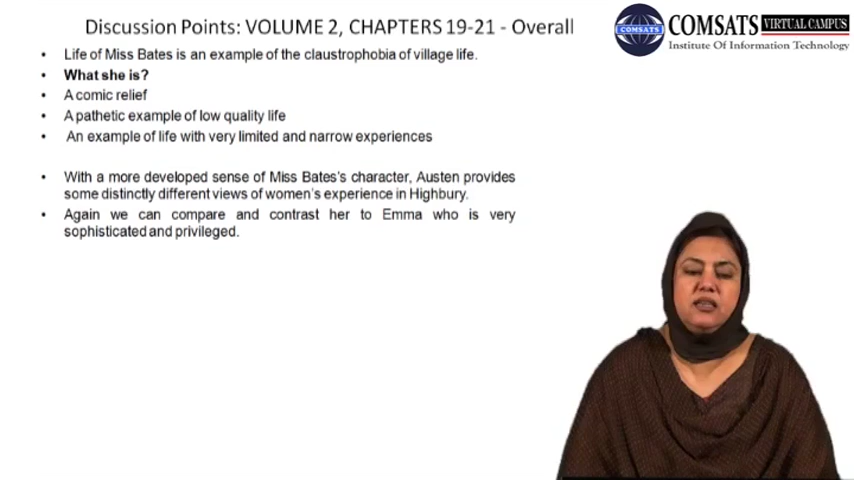 Discussion Points: VOLUME 2, CHAPTERS 19-21 - Overall
COMSATS VIRTUAL CAMPUS
Institute Of Information Technology
COMSATS
• Life of Miss Bates is an example of the claustrophobia of village life.
• What she is?
• A comic relief
• A pathetic example of low quality life
• An example of life with very limited and narrow experiences
• With a more developed sense of Miss Bates's character, Austen provides
some distinctly different views of women's experience in Highbury.
• Again we can compare and contrast her to Emma who is very
sophisticated and privileged.